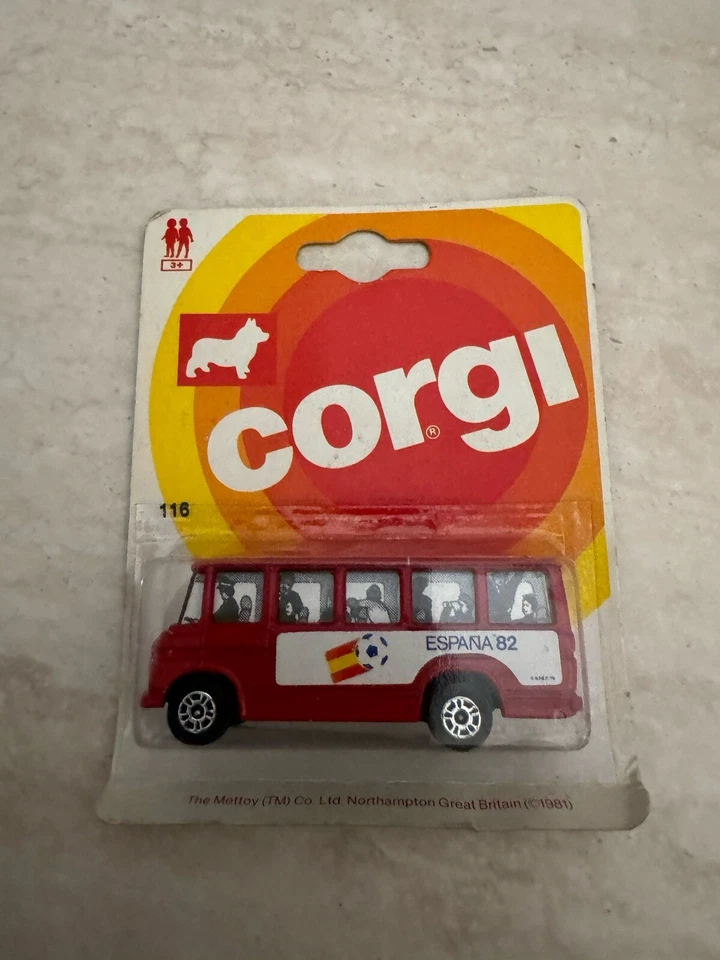 3+
corgi
®
116
ESPAÑA 82
The Mettoy (TM) Co. Ltd. Northampton Great Britain (©1981)